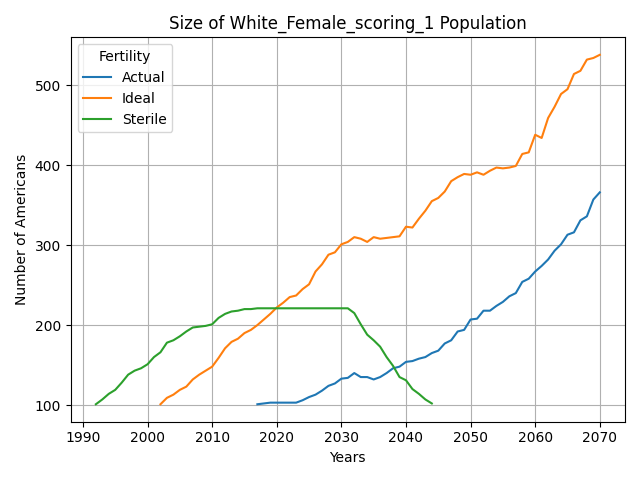 Size of White_Female_scoring_1 Population
Fertility
Actual
Ideal
Sterile
Number of Americans
500
400
300
200
100
1990 2000 2010 2020 2030 2040 2050 2060 2070
Years